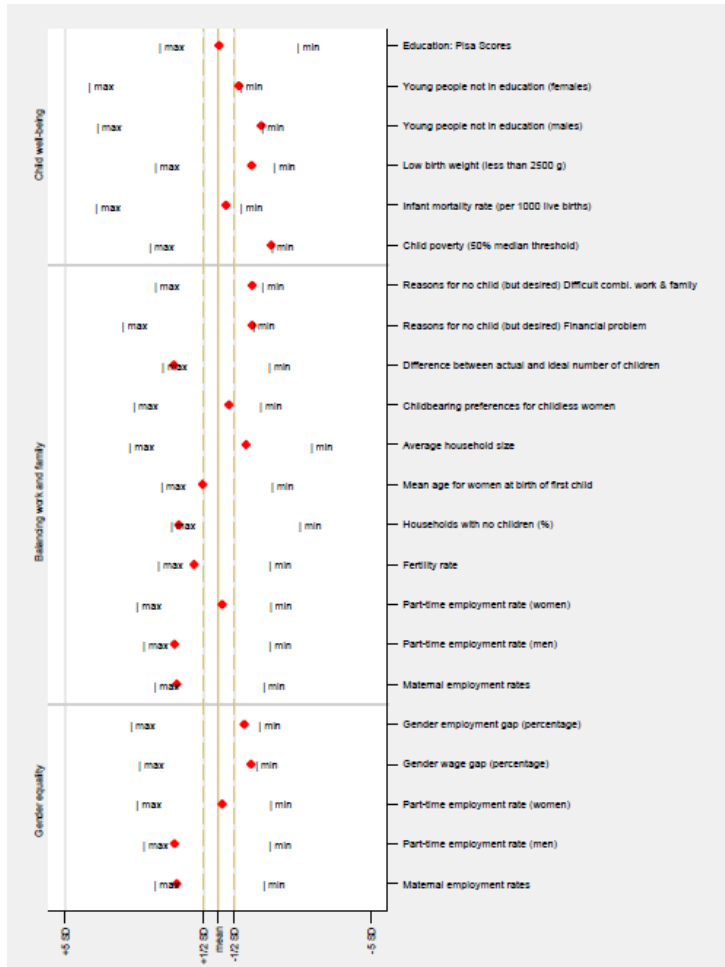 Child well-being
| max
| min
Education: Pisa Scores
| max
| min
Young people not in education (females)
| max
| min
Young people not in education (males)
| max
| min
Low birth weight (less than 2500 g)
| max
| min
Infant mortality rate (per 1000 live births)
| max
| min
Child poverty (50% median threshold)
Balancing work and family
| max
| min
Reasons for no child (but desired) Difficult combi. work & family
| max
| min
Reasons for no child (but desired) Financial problem
| max
| min
Difference between actual and ideal number of children
| max
| min
Childbearing preferences for childless women
| max
| min
Average household size
| max
| min
Mean age for women at birth of first child
| max
| min
Households with no children (%)
| max
| min
Fertility rate
| max
| min
Part-time employment rate (women)
| max
| min
Part-time employment rate (men)
| max
| min
Maternal employment rates
Gender equality
| max
| min
Gender employment gap (percentage)
| max
| min
Gender wage gap (percentage)
| max
| min
Part-time employment rate (women)
| max
| min
Part-time employment rate (men)
| max
| min
Maternal employment rates
+5 SD
+1/2 SD
mean
-1/2 SD
-5 SD